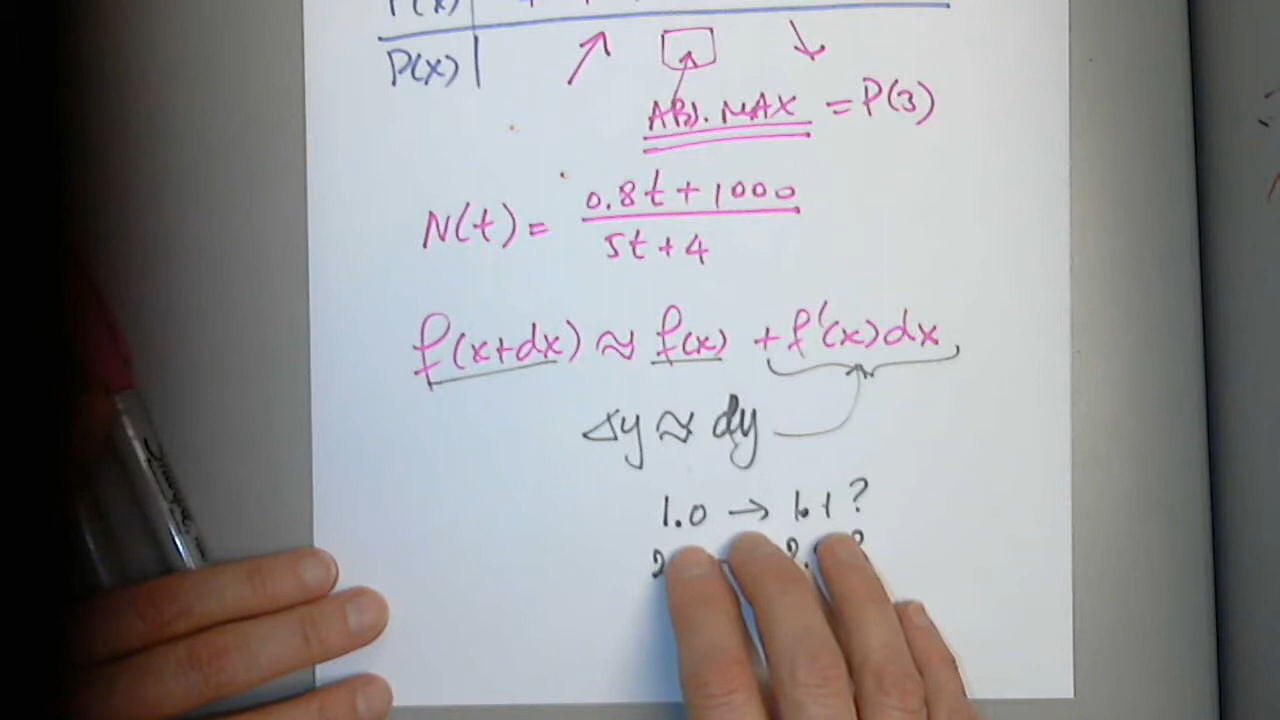 P(x)
P(x)
ABS. MAX = P(3)
N(t) = 0.8t + 1000
5t + 4
f(x+dx) ≈ f(x) + f'(x)dx
Δy ≈ dy
1.0 → 1.1?